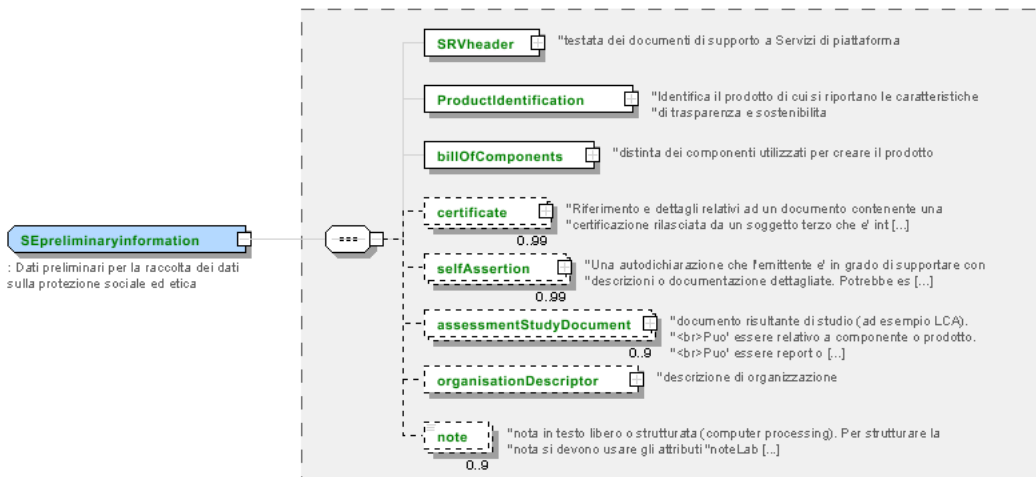 SRVheader
"testata dei documenti di supporto a Servizi di piattaforma
ProductIdentification
"Identifica il prodotto di cui si riportano le caratteristiche
"di trasparenza e sostenibilita
billOfComponents
"distinta dei componenti utilizzati per creare il prodotto
certificate
0..99
"Riferimento e dettagli relativi ad un documento contenente una
"certificazione rilasciata da un soggetto terzo che e' int [...]
SEpreliminaryinformation
: Dati preliminari per la raccolta dei dati
sulla protezione sociale ed etica
selfAssertion
0..99
"Una autodichiarazione che l'emittente e' in grado di supportare con
"descrizioni o documentazione dettagliate. Potrebbe es [...]
assessmentStudyDocument
0..9
"documento risultante di studio (ad esempio LCA).
"<br>Puo' essere relativo a componente o prodotto.
"<br>Puo' essere report o [...]
organisationDescriptor
"descrizione di organizzazione
note
0..9
"nota in testo libero o strutturata (computer processing). Per strutturare la
"nota si devono usare gli attributi "noteLab [...]